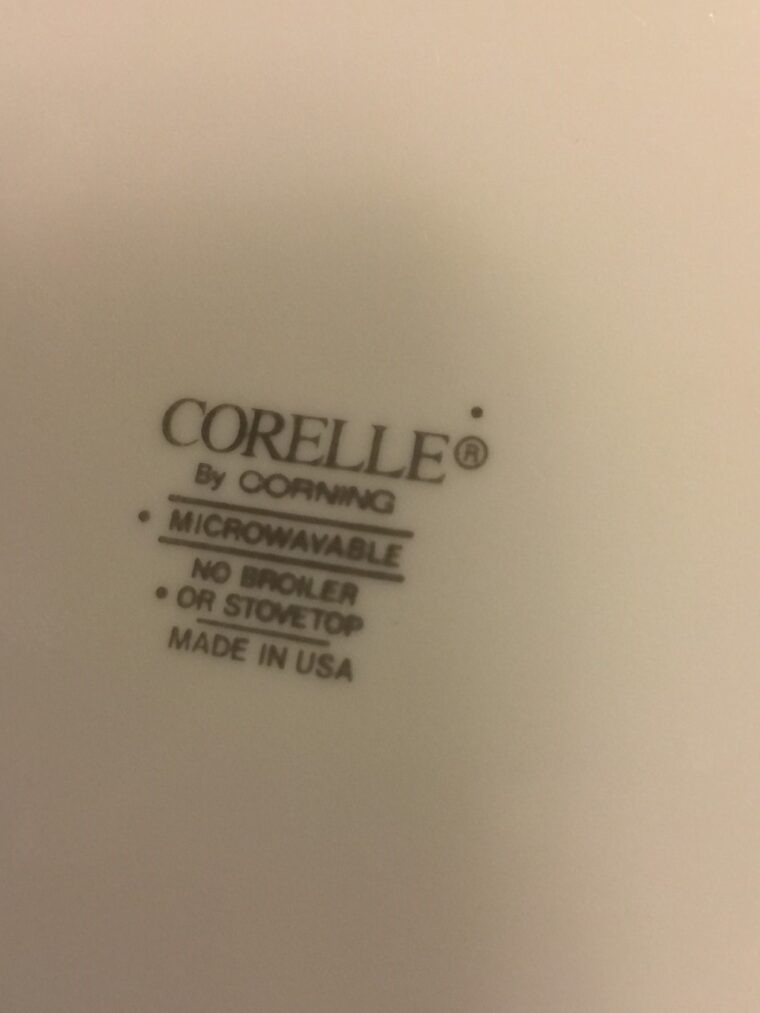 CORELLE®
By CORNING
• MICROWAVABLE
NO BROILER
• OR STOVETOP
MADE IN USA